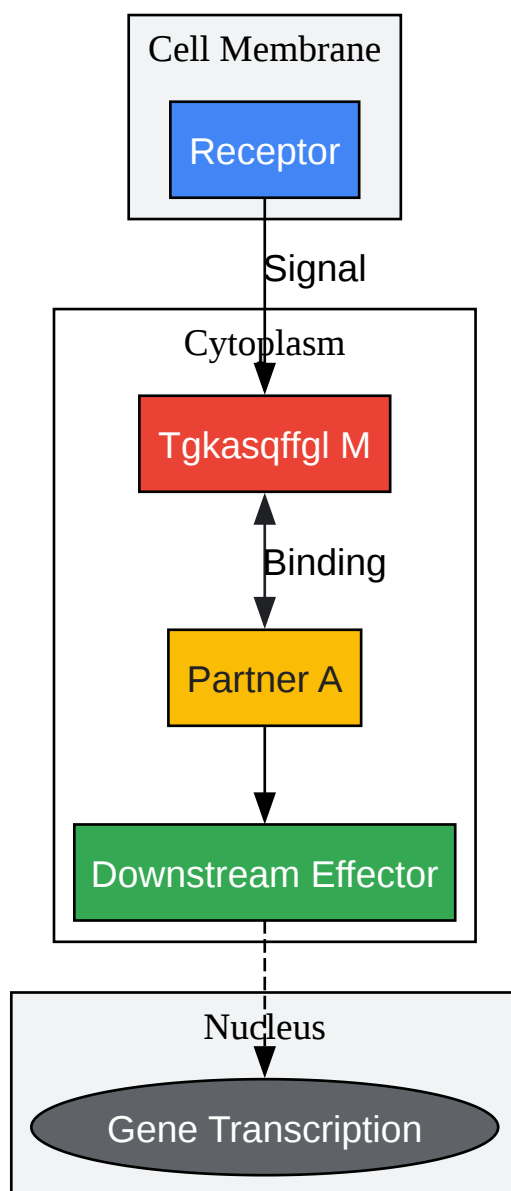 Cell Membrane
Receptor
Signal
Cytoplasm
Tgkasqffgl M
Binding
Partner A
Downstream Effector
Nucleus
Gene Transcription